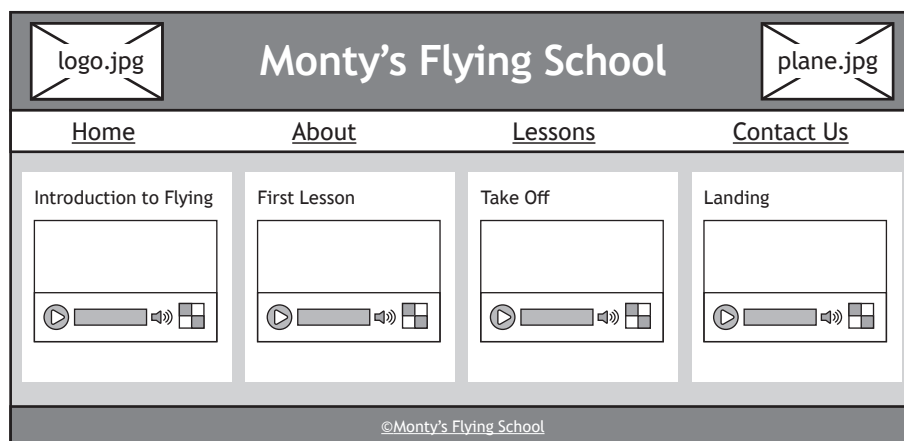 logo.jpg
Monty’s Flying School
plane.jpg
Home
About
Lessons
Contact Us
Introduction to Flying
First Lesson
Take Off
Landing
©Monty’s Flying School